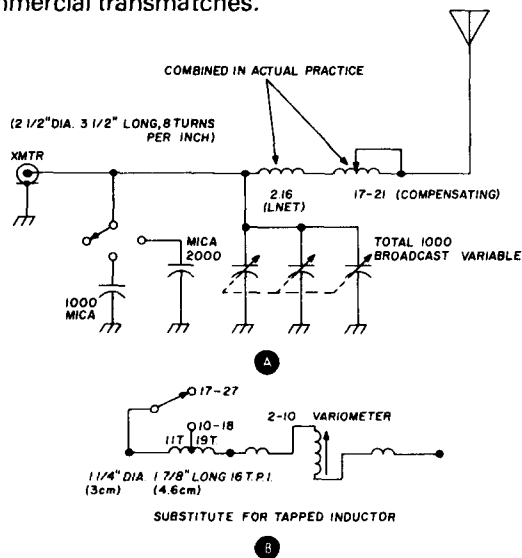 mmercial transmatches.
COMBINED IN ACTUAL PRACTICE
(2 1/2" DIA. 3 1/2" LONG, 8 TURNS
PER INCH)
XMTR
2.16
(LNET)
17-21 (COMPENSATING)
MICA
2000
TOTAL 1000
BROADCAST VARIABLE
1000
MICA
A
17-27
10-18
2-10 VARIOMETER
11T 19T
1 1/4" DIA. 1 7/8" LONG 16 T.P.I.
(3cm) (4.6cm)
SUBSTITUTE FOR TAPPED INDUCTOR
B